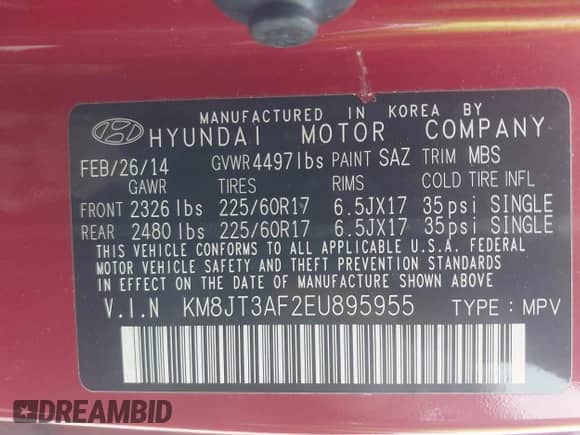 MANUFACTURED IN KOREA BY
HYUNDAI MOTOR COMPANY
FEB/26/14 GVWR 4497lbs PAINT SAZ TRIM MBS
GAWR TIRES RIMS COLD TIRE INFL
FRONT 2326 lbs 225/60R17 6.5JX17 35psi SINGLE
REAR 2480 lbs 225/60R17 6.5JX17 35psi SINGLE
THIS VEHICLE CONFORMS TO ALL APPLICABLE U.S.A. FEDERAL
MOTOR VEHICLE SAFETY AND THEFT PREVENTION STANDARDS
IN EFFECT ON THE DATE OF MANUFACTURE SHOWN ABOVE.
V.I.N KM8JT3AF2EU895955 TYPE : MPV
DREAMBID